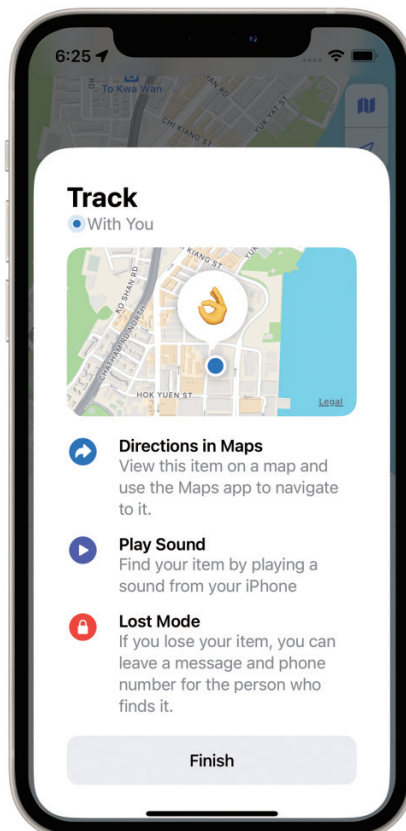 6:25
To Kwa Wan
CHI KIANG ST
YUK YAT ST
Track
With You
KO SHAN RD
CHATHAM RD NORTH
HOK YUEN ST
Legal
Directions in Maps
View this item on a map and
use the Maps app to navigate
to it.
Play Sound
Find your item by playing a
sound from your iPhone
Lost Mode
If you lose your item, you can
leave a message and phone
number for the person who
finds it.
Finish